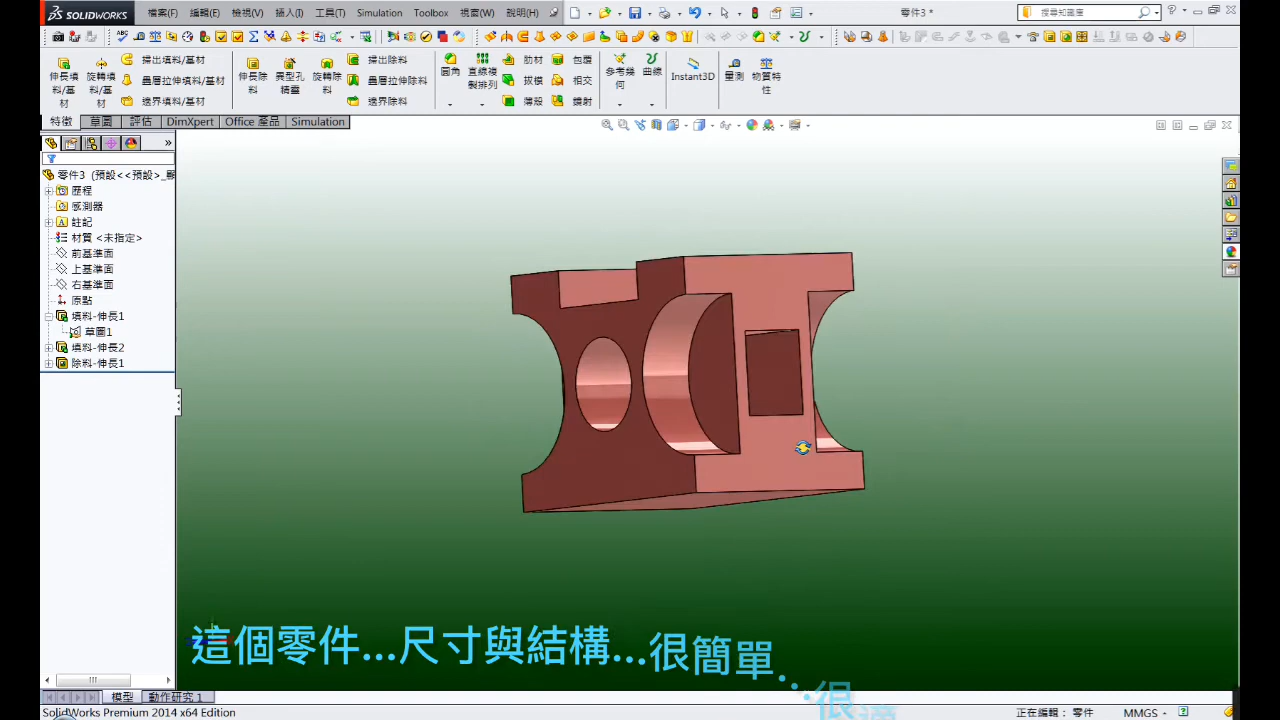 SOLIDWORKS 檔案(F) 編輯(E) 檢視(V) 插入(I) 工具(T) Simulation Toolbox 視窗(W) 說明(H) 零件3 * 搜尋知識庫
伸長填料/基材
旋轉填料/基材
掃出填料/基材
疊層拉伸填料/基材
邊界填料/基材
伸長除料
異型孔精靈
旋轉除料
掃出除料
疊層拉伸除料
邊界除料
圓角
直線複製排列
肋材
拔模
薄殼
包覆
相交
鏡射
參考幾何
曲線
Instant3D
量測
物質特性
特徵 草圖 評估 DimXpert Office 產品 Simulation
零件3 (預設<<預設>_顯
歷程
感測器
註記
材質 <未指定>
前基準面
上基準面
右基準面
原點
填料-伸長1
草圖1
填料-伸長2
除料-伸長1
這個零件...尺寸與結構...很簡單...很適
模型 動作研究 1
SolidWorks Premium 2014 x64 Edition 正在編輯: 零件 MMGS